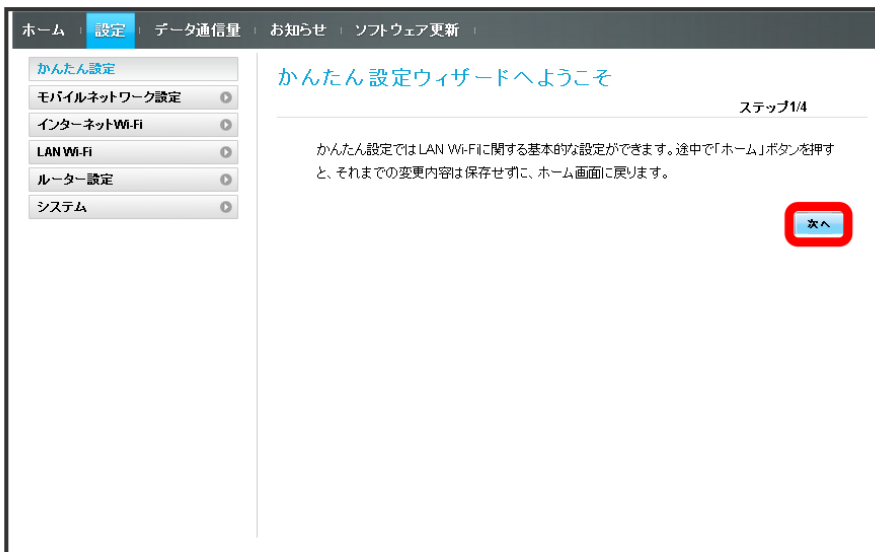 ホーム 設定 データ通信量 お知らせ ソフトウェア更新
かんたん設定
モバイルネットワーク設定
インターネットWi-Fi
LAN Wi-Fi
ルーター設定
システム
かんたん設定ウィザードへようこそ
ステップ1/4
かんたん設定ではLAN Wi-Fiに関する基本的な設定ができます。途中で「ホーム」ボタンを押す
と、それまでの変更内容は保存せずに、ホーム画面に戻ります。
次へ